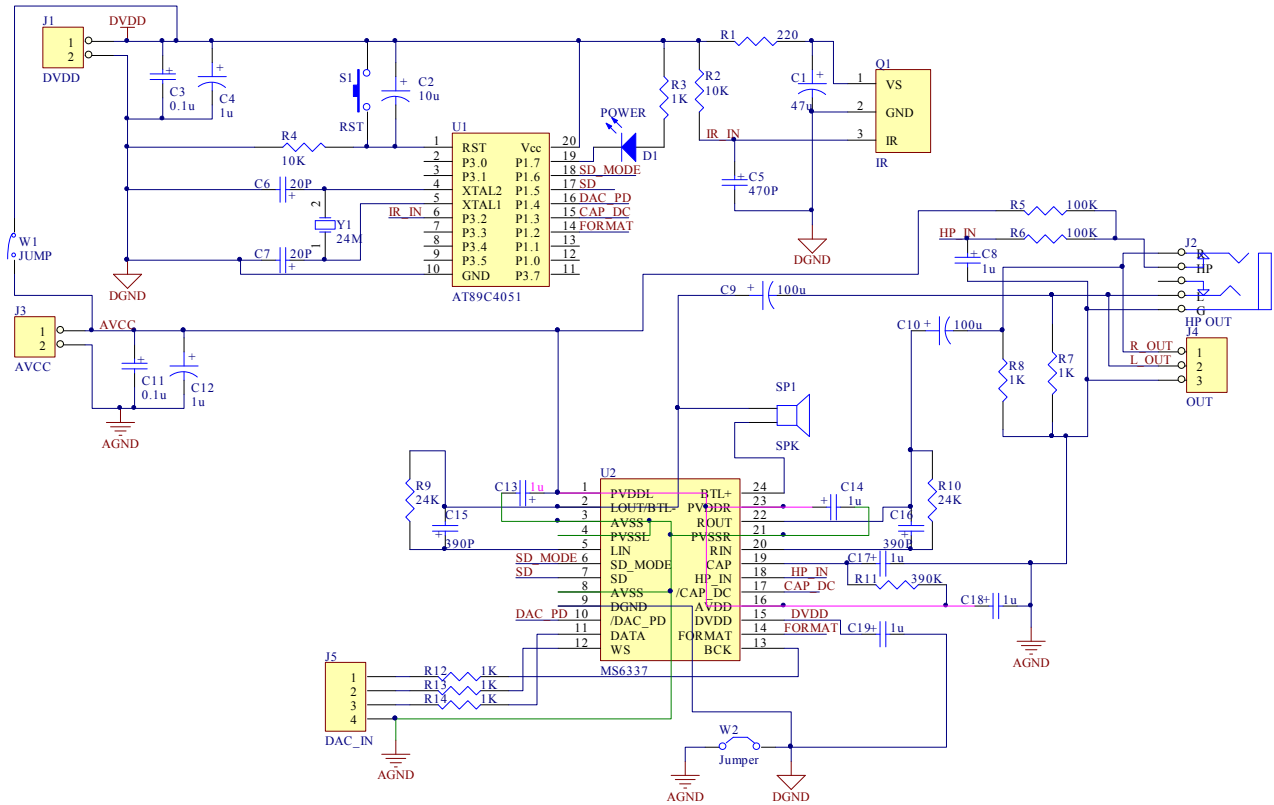 J1
DVDD
1
2
DVDD
C3
0.1u
C4
1u
S1
RST
C2
10u
R4
10K
C6
20P
2
Y1
1
24M
C7
20P
W1
JUMP
DGND
U1
1 RST Vcc 20
2 P3.0 P1.7 19
3 P3.1 P1.6 18 SD_MODE
4 XTAL2 P1.5 17 SD
5 XTAL1 P1.4 16 DAC_PD
IR_IN 6 P3.2 P1.3 15 CAP_DC
7 P3.3 P1.2 14 FORMAT
8 P3.4 P1.1 13
9 P3.5 P1.0 12
10 GND P3.7 11
AT89C4051
POWER
D1
R3
1K
R2
10K
R1 220
C1
47u
IR_IN
C5
470P
Q1
1 VS
2 GND
3 IR
IR
DGND
R5 100K
HP_IN R6 100K
C8
1u
J2
R
HP
L
G
HP OUT
J4
R_OUT 1
L_OUT 2
3
OUT
C9 100u
C10 100u
R8
1K
R7
1K
J3
1
2
AVCC
AVCC
C11
0.1u
C12
1u
AGND
SP1
SPK
R9
24K
C13 1u
C15
390P
U2
1 PVDDL BTL+ 24
2 LOUT/BTL- PVDDR 23
3 AVSS ROUT 22
4 PVSSL PVSSR 21
5 LIN RIN 20
SD_MODE 6 SD_MODE CAP 19
SD 7 SD HP_IN 18 HP_IN
8 AVSS /CAP_DC 17 CAP_DC
9 DGND AVDD 16
DAC_PD 10 /DAC_PD DVDD 15 DVDD
11 DATA FORMAT 14 FORMAT
12 WS BCK 13
MS6337
C14
1u
R10
24K
C16
390P
C17 1u
R11 390K
C18 1u
C19 1u
AGND
J5
1
2
3
4
DAC_IN
R12 1K
R13 1K
R14 1K
AGND
W2
Jumper
AGND
DGND